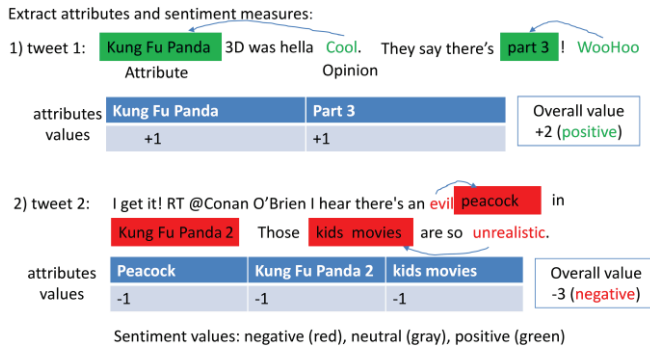 Extract attributes and sentiment measures:
1) tweet 1: Kung Fu Panda 3D was hella Cool. They say there's part 3 ! WooHoo
Attribute Opinion
attributes Kung Fu Panda Part 3
values +1 +1
Overall value
+2 (positive)
2) tweet 2: I get it! RT @Conan O'Brien I hear there's an evil peacock in
Kung Fu Panda 2 Those kids movies are so unrealistic.
attributes Peacock Kung Fu Panda 2 kids movies
values -1 -1 -1
Overall value
-3 (negative)
Sentiment values: negative (red), neutral (gray), positive (green)